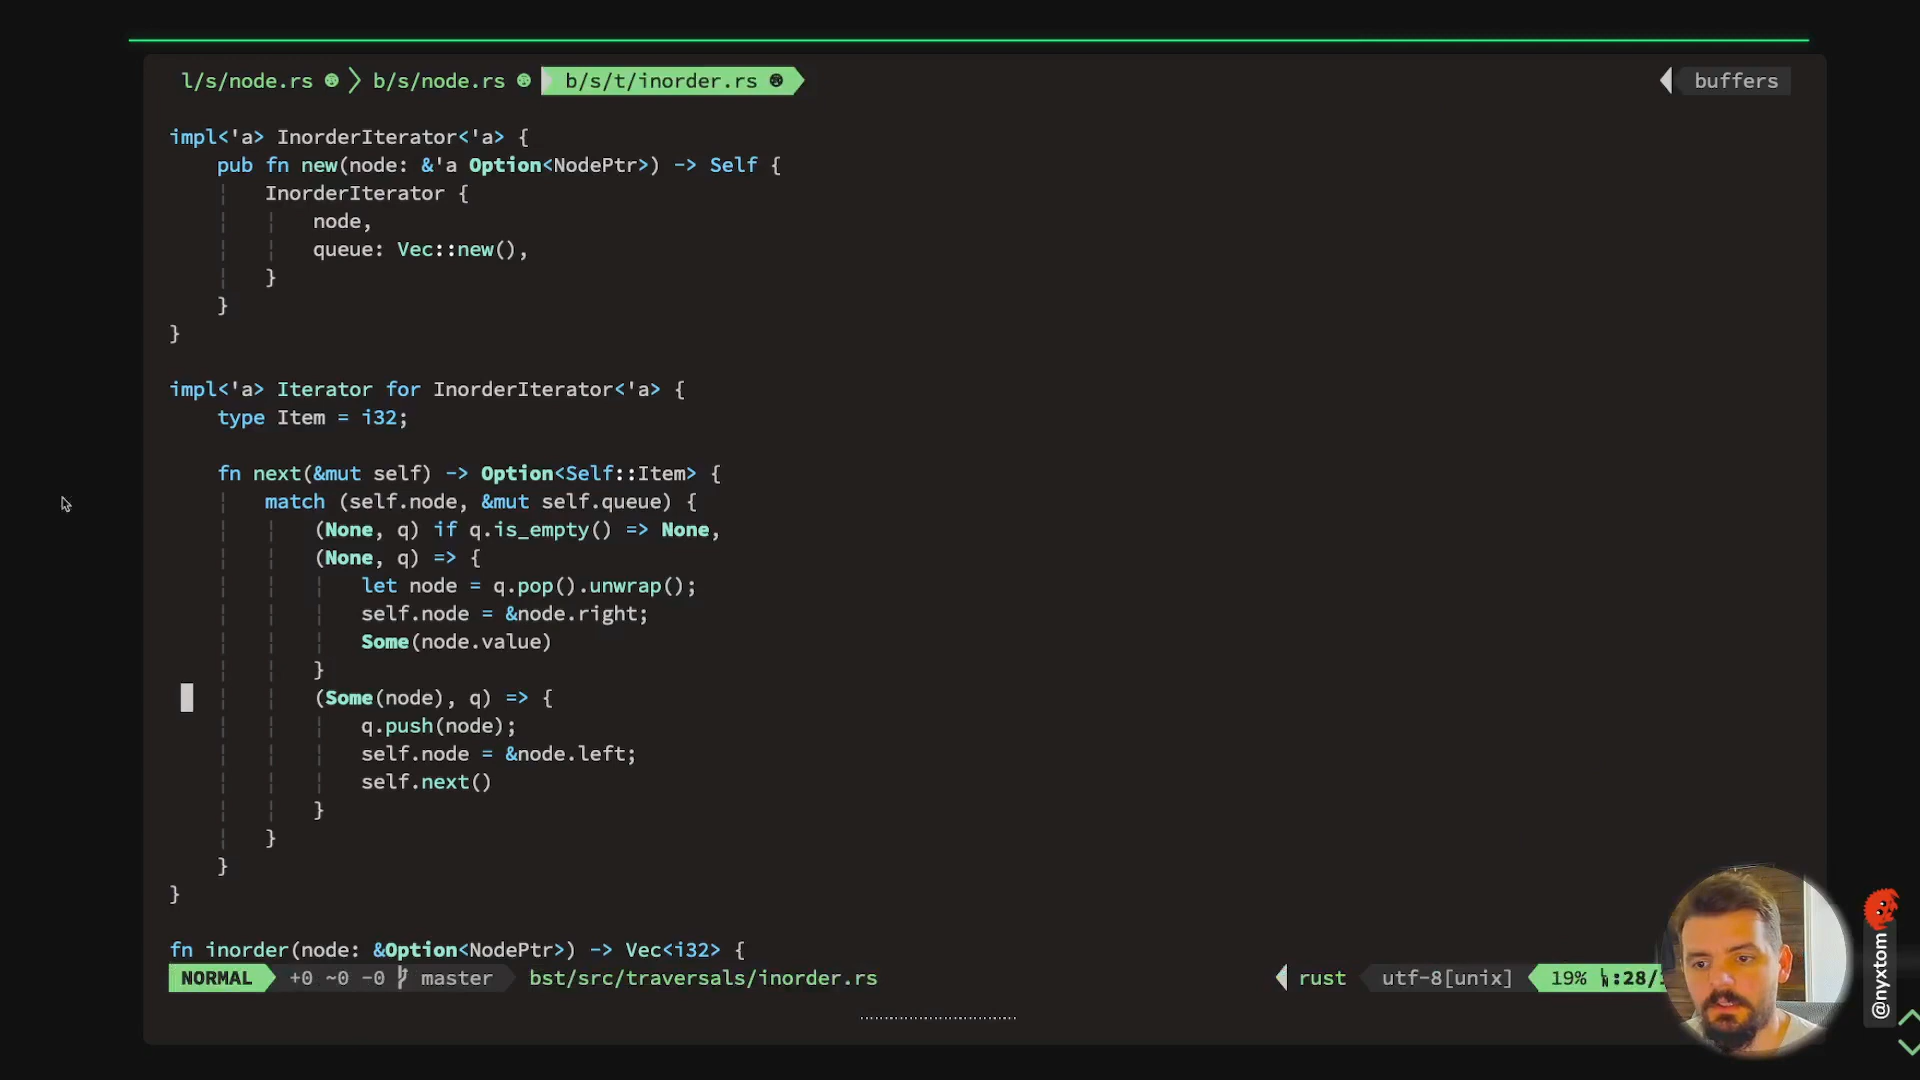 l/s/node.rs b/s/node.rs b/s/t/inorder.rs buffers
impl<'a> InorderIterator<'a> {
    pub fn new(node: &'a Option<NodePtr>) -> Self {
        InorderIterator {
            node,
            queue: Vec::new(),
        }
    }
}
impl<'a> Iterator for InorderIterator<'a> {
    type Item = i32;
    fn next(&mut self) -> Option<Self::Item> {
        match (self.node, &mut self.queue) {
            (None, q) if q.is_empty() => None,
            (None, q) => {
                let node = q.pop().unwrap();
                self.node = &node.right;
                Some(node.value)
            }
            (Some(node), q) => {
                q.push(node);
                self.node = &node.left;
                self.next()
            }
        }
    }
}
fn inorder(node: &Option<NodePtr>) -> Vec<i32> {
NORMAL +0 ~0 -0 master bst/src/traversals/inorder.rs rust utf-8[unix] 19% :28/
@nyxtom